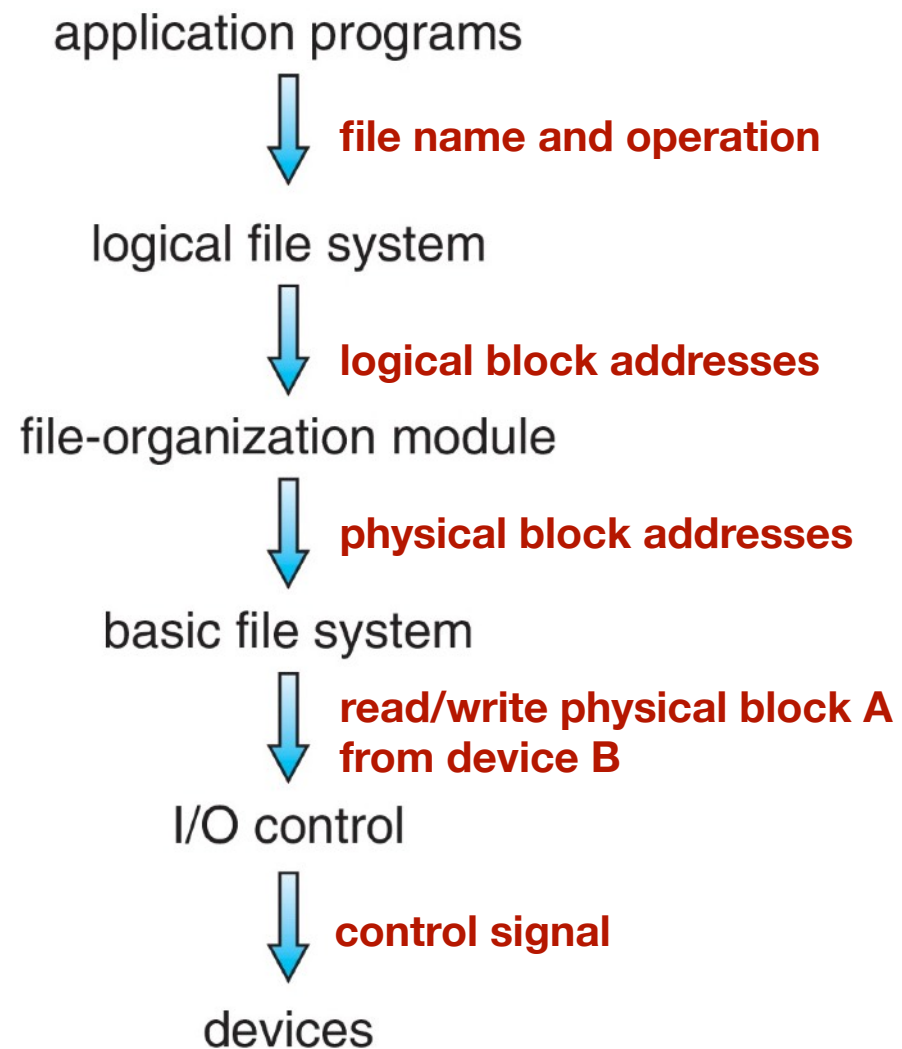 application programs
file name and operation
logical file system
logical block addresses
file-organization module
physical block addresses
basic file system
read/write physical block A
from device B
I/O control
control signal
devices